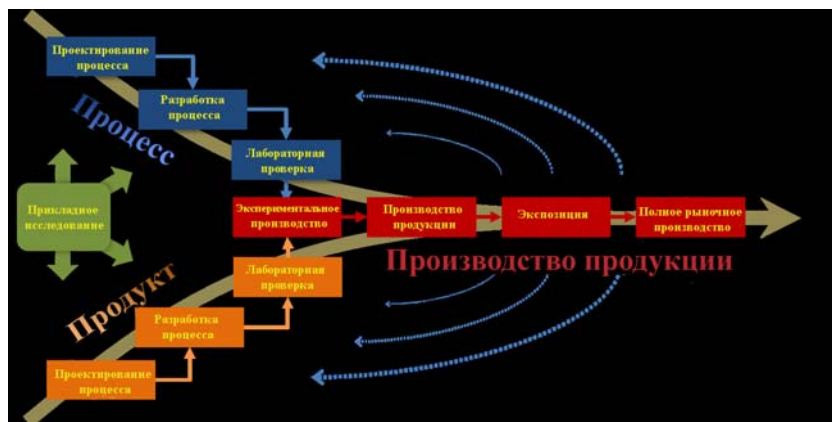 Проектирование
процесса
Разработка
процесса
Процесс
Лабораторная
проверка
Прикладное
исследование
Экспериментальное
производство
Производство
продукции
Экспозиция
Полное рыночное
производство
Производство продукции
Лабораторная
проверка
Продукт
Разработка
процесса
Проектирование
процесса